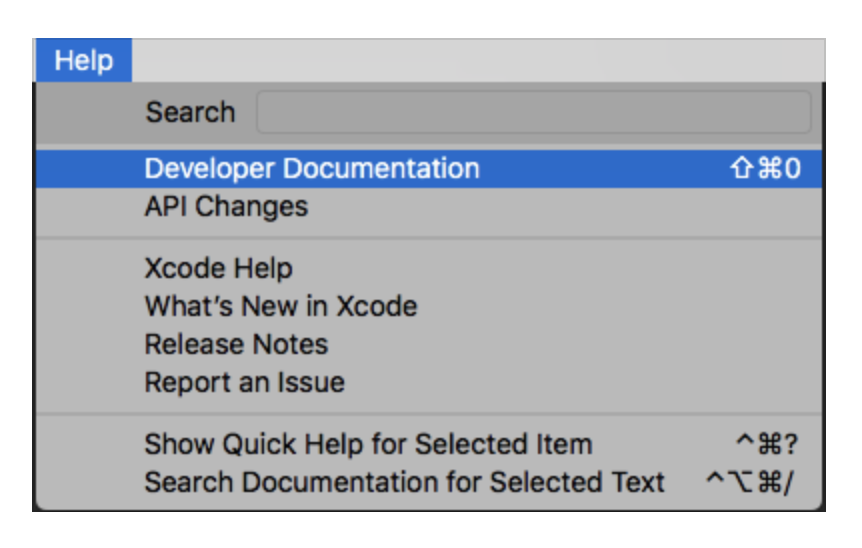 Help
Search
Developer Documentation ⇧⌘0
API Changes
Xcode Help
What's New in Xcode
Release Notes
Report an Issue
Show Quick Help for Selected Item ^⌘?
Search Documentation for Selected Text ^⌥⌘/